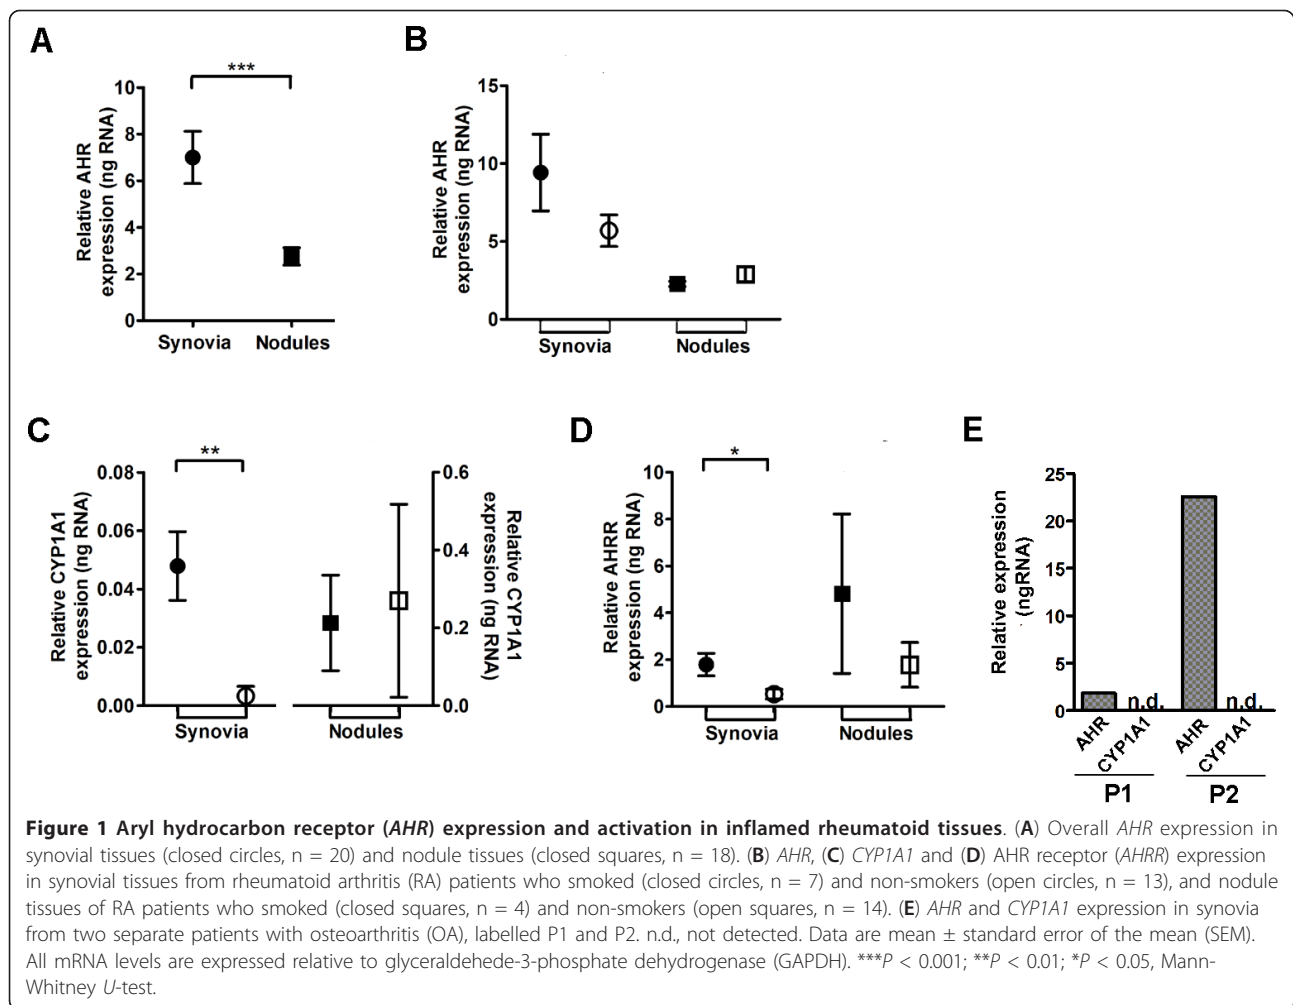 A
B
***
10
8
6
4
2
0
Relative AHR
expression (ng RNA)
Synovia
Nodules
15
10
5
0
Relative AHR
expression (ng RNA)
Synovia
Nodules
C
D
E
**
0.08
0.06
0.04
0.02
0.00
Relative CYP1A1
expression (ng RNA)
0.6
0.4
0.2
0.0
Relative CYP1A1
expression (ng RNA)
Synovia
Nodules
*
10
8
6
4
2
0
Relative AHRR
expression (ng RNA)
Synovia
Nodules
25
20
15
10
5
0
Relative expression
(ngRNA)
n.d.
n.d.
AHR
CYP1A1
AHR
CYP1A1
P1
P2
Figure 1 Aryl hydrocarbon receptor (AHR) expression and activation in inflamed rheumatoid tissues. (A) Overall AHR expression in
synovial tissues (closed circles, n = 20) and nodule tissues (closed squares, n = 18). (B) AHR, (C) CYP1A1 and (D) AHR receptor (AHRR) expression
in synovial tissues from rheumatoid arthritis (RA) patients who smoked (closed circles, n = 7) and non-smokers (open circles, n = 13), and nodule
tissues of RA patients who smoked (closed squares, n = 4) and non-smokers (open squares, n = 14). (E) AHR and CYP1A1 expression in synovia
from two separate patients with osteoarthritis (OA), labelled P1 and P2. n.d., not detected. Data are mean ± standard error of the mean (SEM).
All mRNA levels are expressed relative to glyceraldehede-3-phosphate dehydrogenase (GAPDH). ***P < 0.001; **P < 0.01; *P < 0.05, Mann-
Whitney U-test.